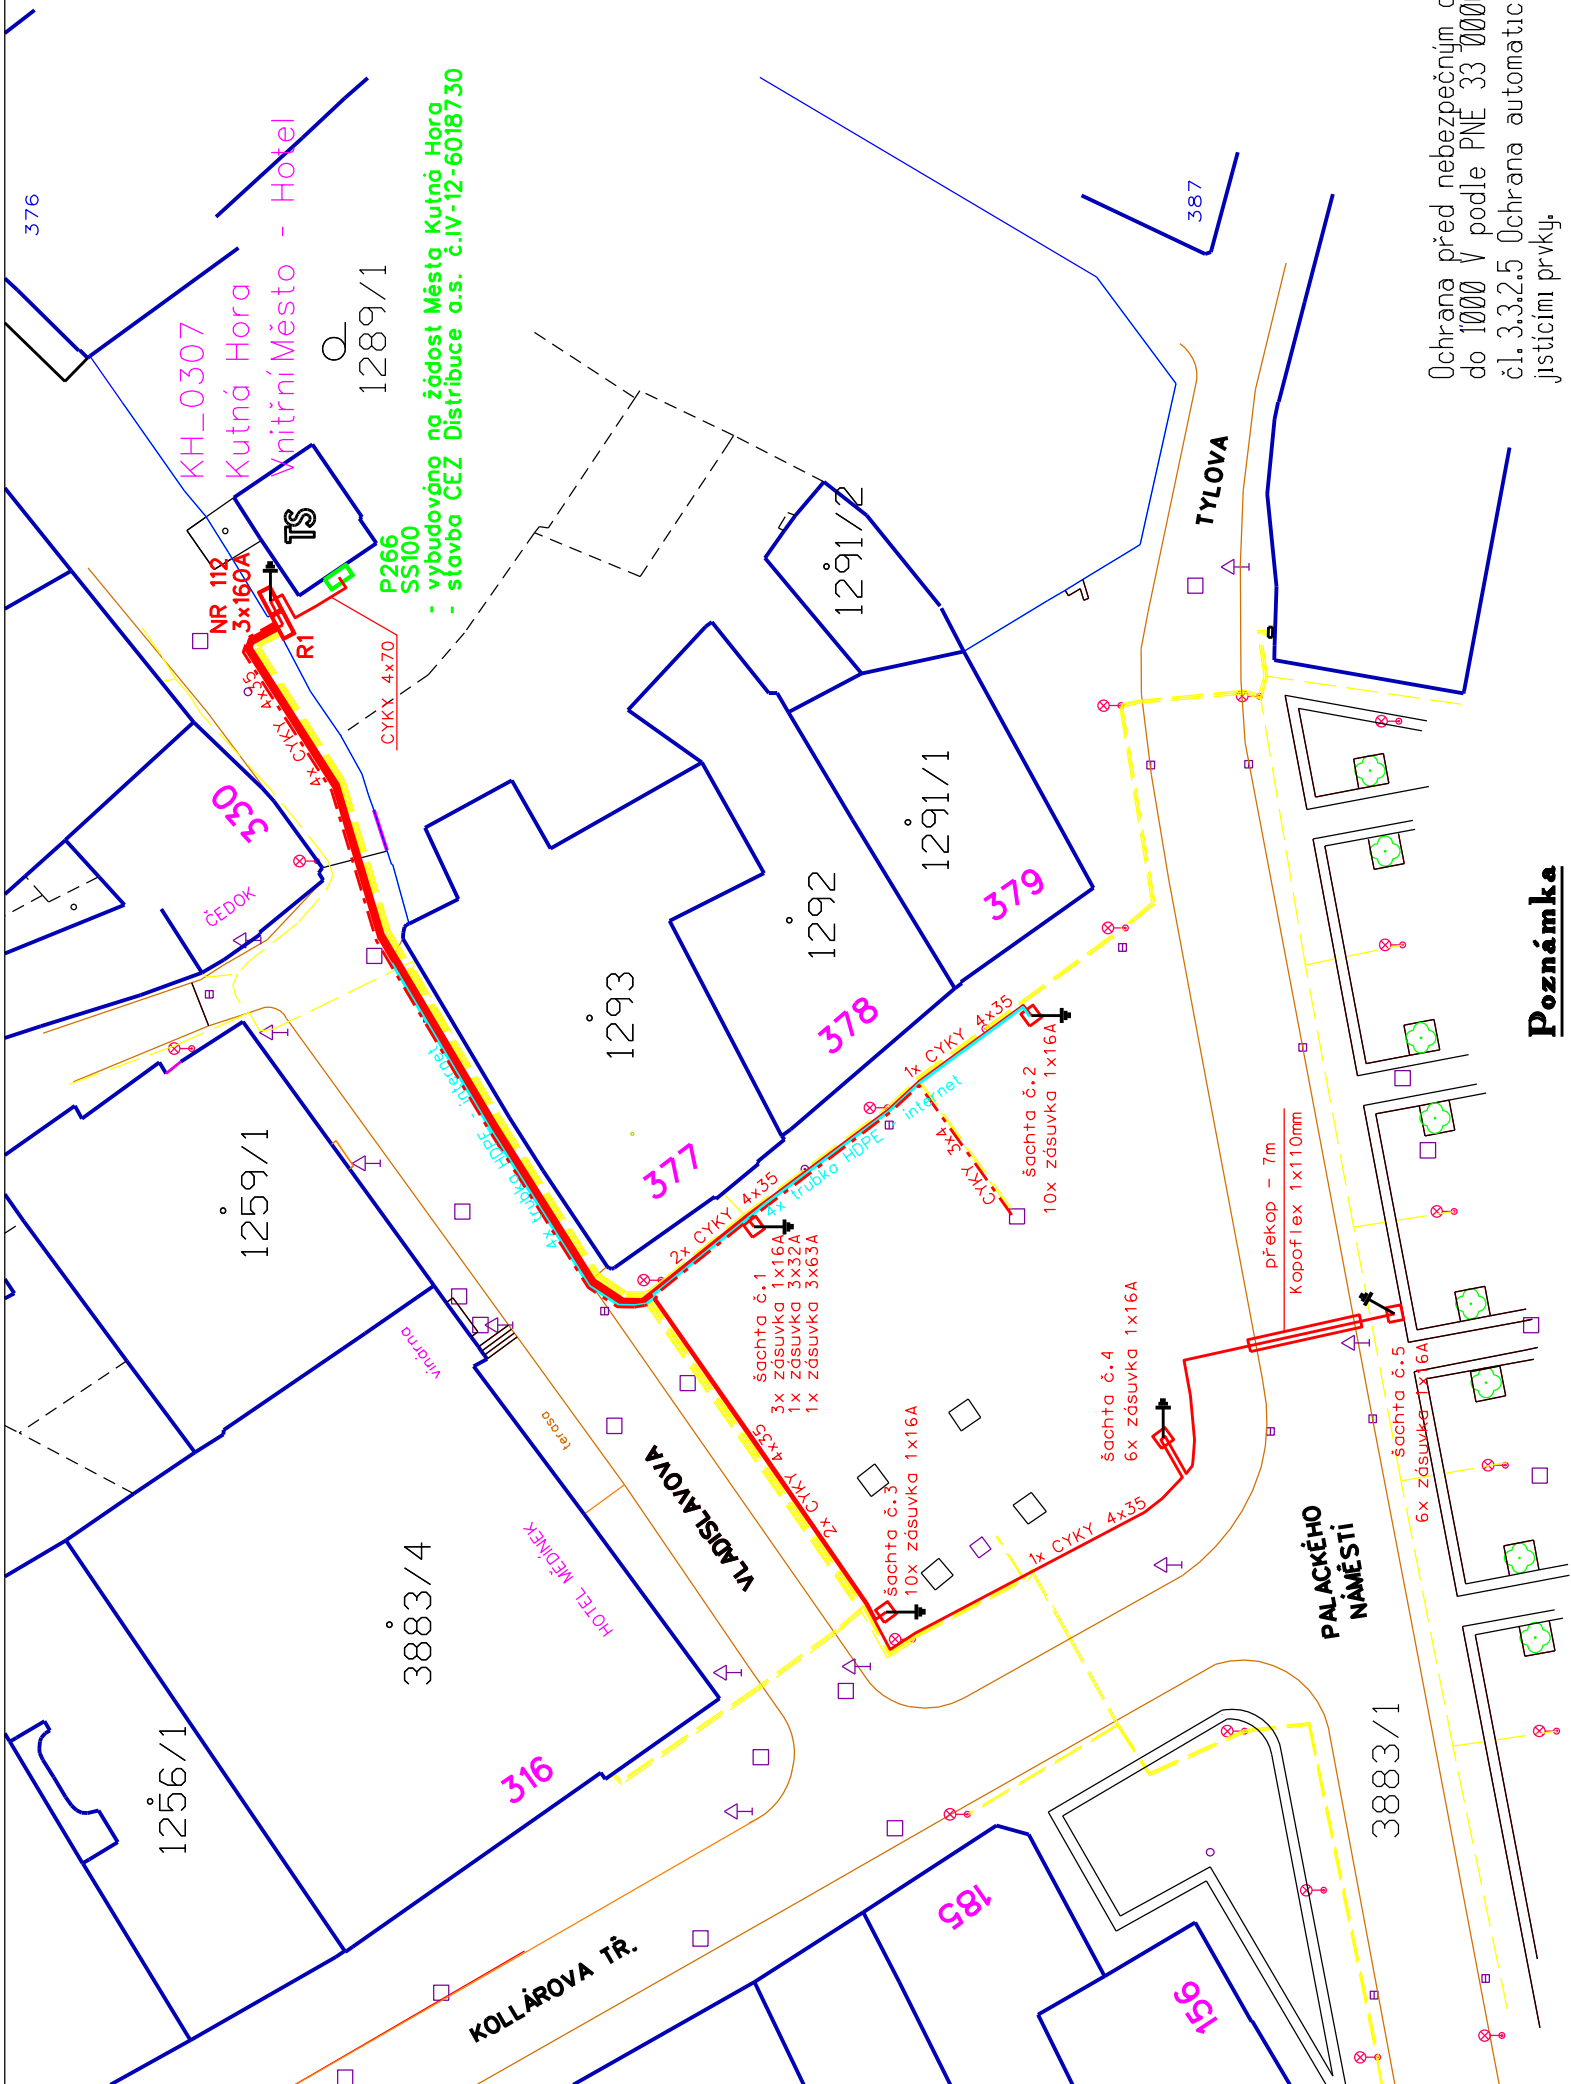 376
KH_0307
Kutná Hora
Vnitřní Město - Hotel
1289/1
- vybudováno na žádost Města Kutná Hora
- stavba ČEZ Distribuce a.s. č.IV-12-6018730
P266
SS100
TS
NR 112
3x160A
R1
CYKY 4x70
4x CYKY 4x35
330
ČEDOK
387
Ochrana před nebezpečným
do 1000 V podle PNE 33
čl. 3.3.2.5 Ochrana automatic
jistícími prvky.
TYLOVA
1291/2
1291/1
379
1292
378
1293
377
4x trubka HDPE - internet
1x CYKY 4x35
4x trubka HDPE - internet
2x CYKY 4x35
CYKY 3x4
šachta č.2
10x zásuvka 1x16A
šachta č.1
3x zásuvka 1x16A
1x zásuvka 3x32A
1x zásuvka 3x63A
překop - 7m
Kopoflex 1x110mm
Poznámka
1259/1
vinárna
terasa
HOTEL MĚDÍNEK
VLADISLAVOVA
2x CYKY 4x35
šachta č.3
10x zásuvka 1x16A
šachta č.4
6x zásuvka 1x16A
1x CYKY 4x35
šachta č.5
6x zásuvka 1x16A
PALACKÉHO
NÁMĚSTÍ
3883/4
1256/1
316
3883/1
KOLLÁROVA TŘ.
185
156